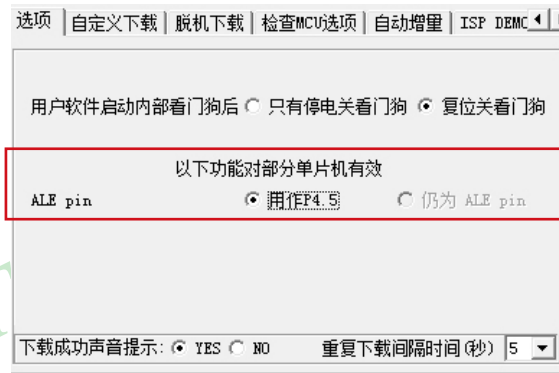 选项 自定义下载 脱机下载 检查MCU选项 自动增量 ISP DEMO
用户软件启动内部看门狗后 只有停电关看门狗 复位关看门狗
以下功能对部分单片机有效
ALE pin 用作P4.5 仍为 ALE pin
下载成功声音提示: YES NO 重复下载间隔时间(秒) 5